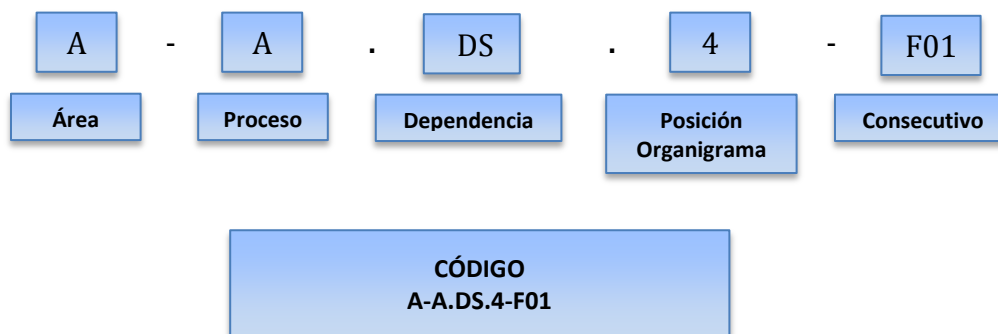 A - A . DS . 4 - F01
Área Proceso Dependencia Posición Organigrama Consecutivo
CÓDIGO
A-A.DS.4-F01